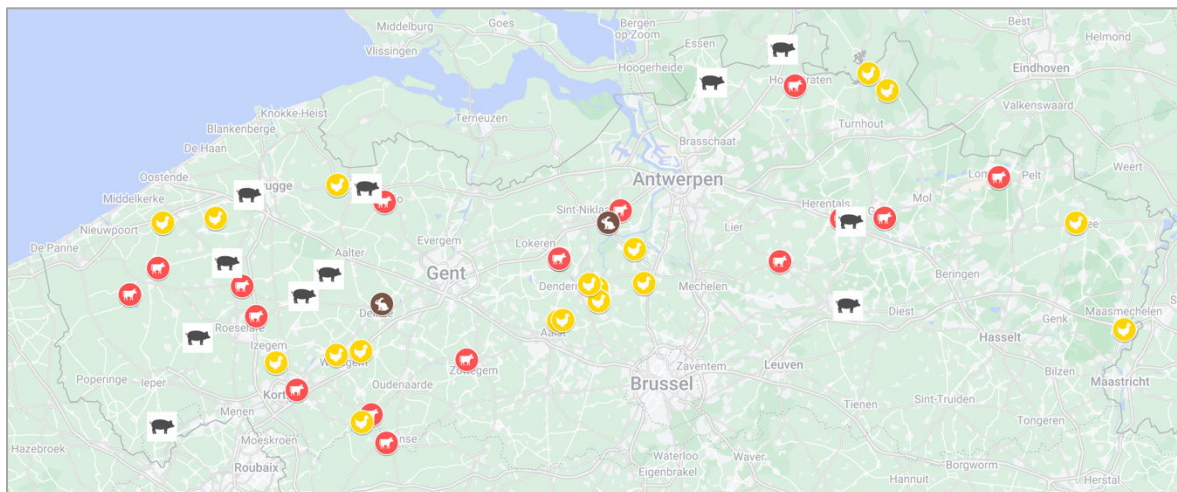 Middelburg
Goes
Bergen
op Zoom
Essen
Best
Helmond
Vlissingen
Hoogerheide
Eindhoven
Knokke-Heist
Terneuzen
Brasschaat
Turnhout
Valkenswaard
Blankenberge
De Haan
Oostende
Antwerpen
Weert
Pelt
Mol
Middelkerke
Sint-Niklaas
Herentals
Nieuwpoort
Lier
De Panne
Evergem
Lokeren
Aalter
Gent
Beringen
Mechelen
Diest
Maasmechelen
Genk
Roeselare
Hasselt
Izegem
Zaventem
Leuven
Bilzen
Poperinge
Ieper
Oudenaarde
Brussel
Maastricht
Menen
Tienen
Sint-Truiden
Tongeren
Hazebroek
Moeskroen
Roubaix
Waterloo
Waver
Eigenbrakel
Borgworm
Hannuit
Herstal